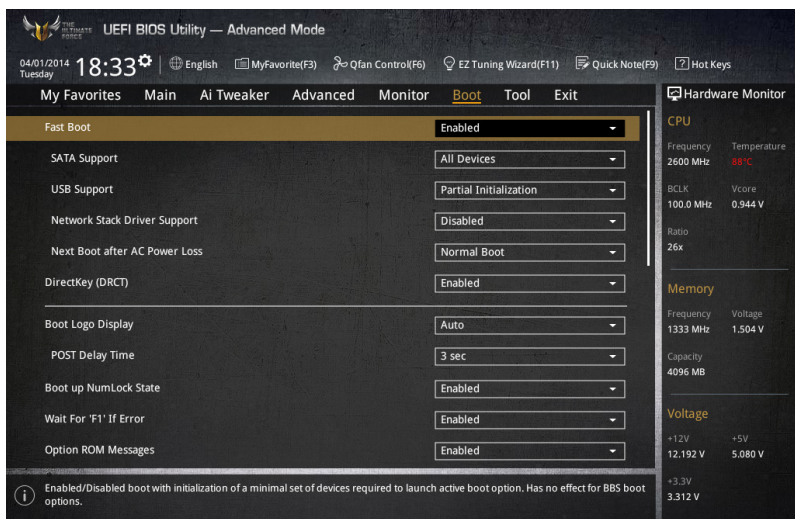 THE
ULTIMATE
FORCE
UEFI BIOS Utility — Advanced Mode
04/01/2014
Tuesday
18:33
English
MyFavorite(F3)
Qfan Control(F6)
EZ Tuning Wizard(F11)
Quick Note(F9)
? Hot Keys
My Favorites Main Ai Tweaker Advanced Monitor Boot Tool Exit
Fast Boot Enabled
SATA Support All Devices
USB Support Partial Initialization
Network Stack Driver Support Disabled
Next Boot after AC Power Loss Normal Boot
DirectKey (DRCT) Enabled
Boot Logo Display Auto
POST Delay Time 3 sec
Boot up NumLock State Enabled
Wait For 'F1' If Error Enabled
Option ROM Messages Enabled
i
Enabled/Disabled boot with initialization of a minimal set of devices required to launch active boot option. Has no effect for BBS boot
options.
Hardware Monitor
CPU
Frequency Temperature
2600 MHz 88°C
BCLK Vcore
100.0 MHz 0.944 V
Ratio
26x
Memory
Frequency Voltage
1333 MHz 1.504 V
Capacity
4096 MB
Voltage
+12V +5V
12.192 V 5.080 V
+3.3V
3.312 V